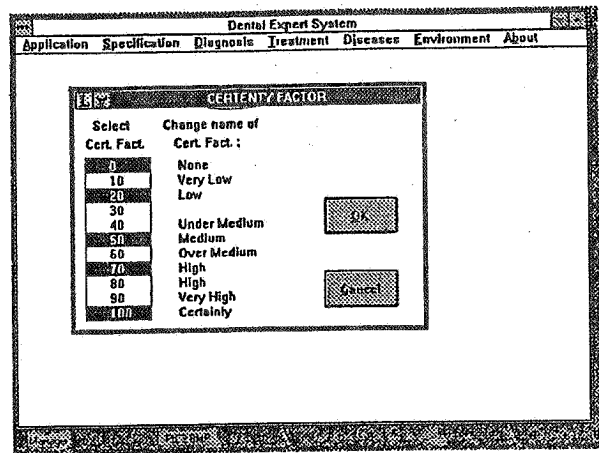 Dental Expert System
Application Specification Diagnosis Treatment Diseases Environment About
CERTENTY FACTOR
Select Change name of
Cert. Fact. Cert. Fact. :
0 None
10 Very Low
20 Low
30
40 Under Medium
50 Medium
60 Over Medium
70 High
80 High
90 Very High
100 Certainly
OK
Cancel